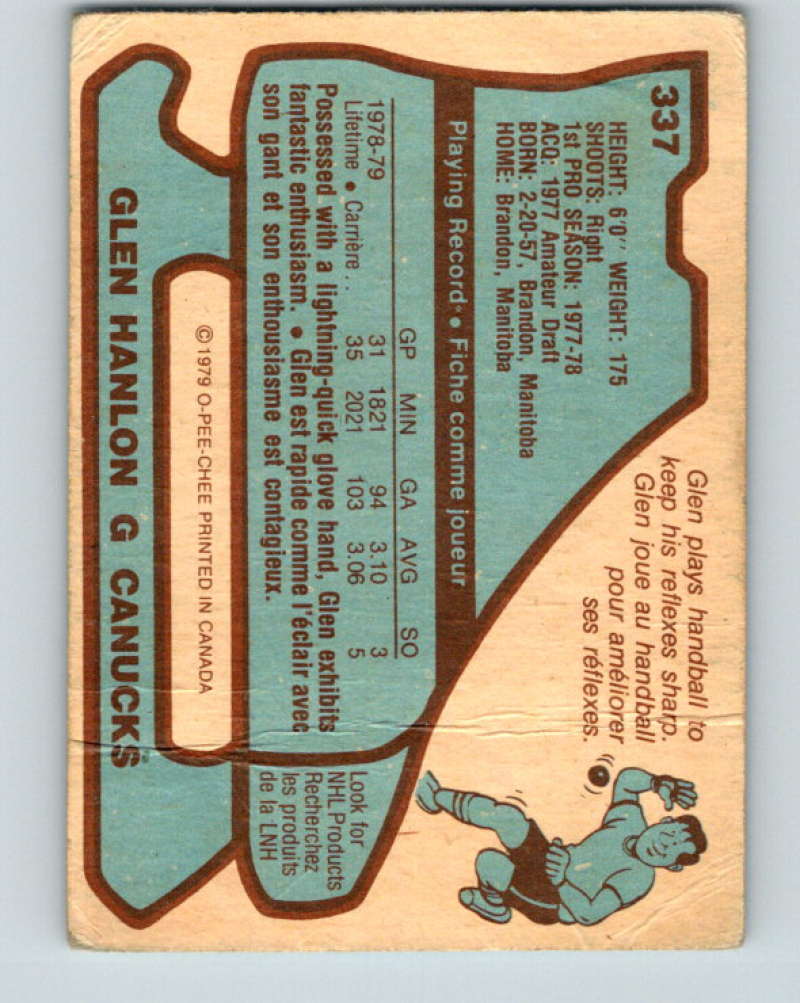 337
HEIGHT: 6'0" WEIGHT: 175
SHOOTS: Right
1st PRO SEASON: 1977-78
ACQ: 1977 Amateur Draft
BORN: 2-20-57, Brandon, Manitoba
HOME: Brandon, Manitoba
Glen plays handball to
keep his reflexes sharp.
Glen joue au handball
pour améliorer
ses réflexes.
Playing Record • Fiche comme joueur
GP MIN GA AVG SO
1978-79 31 1821 94 3.10 3
Lifetime • Carrière . . 35 2021 103 3.06 5
Possessed with a lightning-quick glove hand, Glen exhibits
fantastic enthusiasm. • Glen est rapide comme l'éclair avec
son gant et son enthousiasme est contagieux.
Look for
NHL Products
Recherchez
les produits
de la LNH
© 1979 O-PEE-CHEE PRINTED IN CANADA
GLEN HANLON G CANUCKS